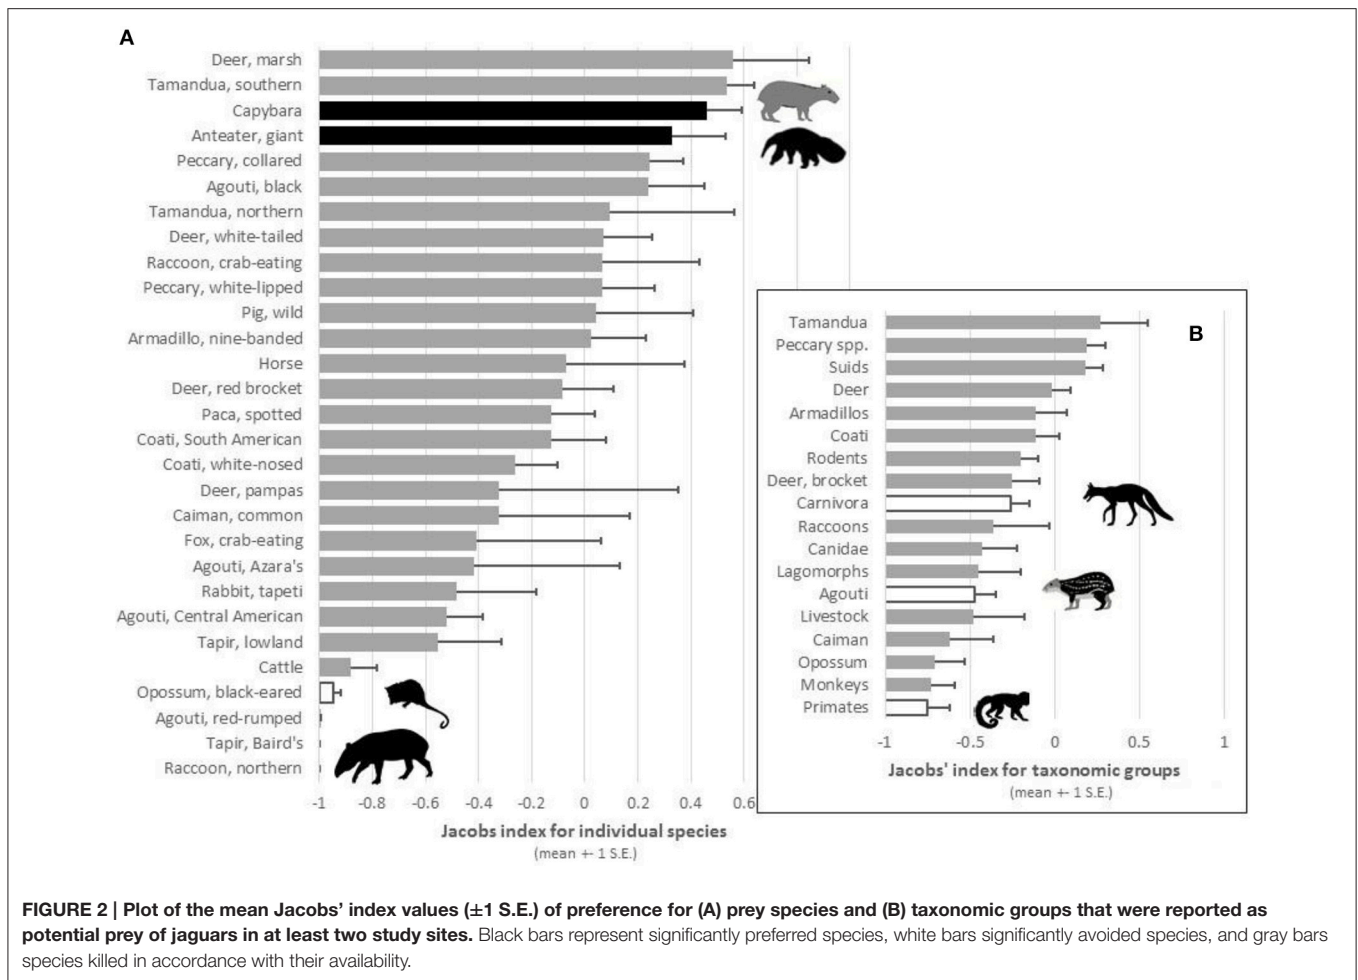 A
Deer, marsh
Tamandua, southern
Capybara
Anteater, giant
Peccary, collared
Agouti, black
Tamandua, northern
Deer, white-tailed
Raccoon, crab-eating
Peccary, white-lipped
Pig, wild
Armadillo, nine-banded
Horse
Deer, red brocket
Paca, spotted
Coati, South American
Coati, white-nosed
Deer, pampas
Caiman, common
Fox, crab-eating
Agouti, Azara's
Rabbit, tapeti
Agouti, Central American
Tapir, lowland
Cattle
Opossum, black-eared
Agouti, red-rumped
Tapir, Baird's
Raccoon, northern
-1 -0.8 -0.6 -0.4 -0.2 0 0.2 0.4 0.6
Jacobs index for individual species
(mean +- 1 S.E.)
B
Tamandua
Peccary spp.
Suids
Deer
Armadillos
Coati
Rodents
Deer, brocket
Carnivora
Raccoons
Canidae
Lagomorphs
Agouti
Livestock
Caiman
Opossum
Monkeys
Primates
-1 -0.5 0 0.5 1
Jacobs' index for taxonomic groups
(mean +- 1 S.E.)
FIGURE 2 | Plot of the mean Jacobs’ index values (±1 S.E.) of preference for (A) prey species and (B) taxonomic groups that were reported as
potential prey of jaguars in at least two study sites. Black bars represent significantly preferred species, white bars significantly avoided species, and gray bars
species killed in accordance with their availability.